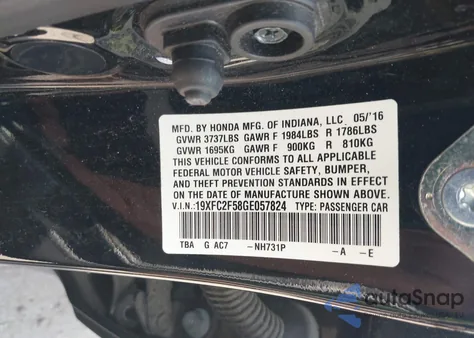 MFD. BY HONDA MFG. OF INDIANA, LLC. 05/'16
GVWR 3737LBS GAWR F 1984LBS R 1786LBS
GVWR 1695KG GAWR F 900KG R 810KG
THIS VEHICLE CONFORMS TO ALL APPLICABLE
FEDERAL MOTOR VEHICLE SAFETY, BUMPER,
AND THEFT PREVENTION STANDARDS IN EFFECT
ON THE DATE OF MANUFACTURE SHOWN ABOVE.
V.I.N.:19XFC2F58GE057824 TYPE: PASSENGER CAR
TBA G AC7 -NH731P -A -E
autoSnap